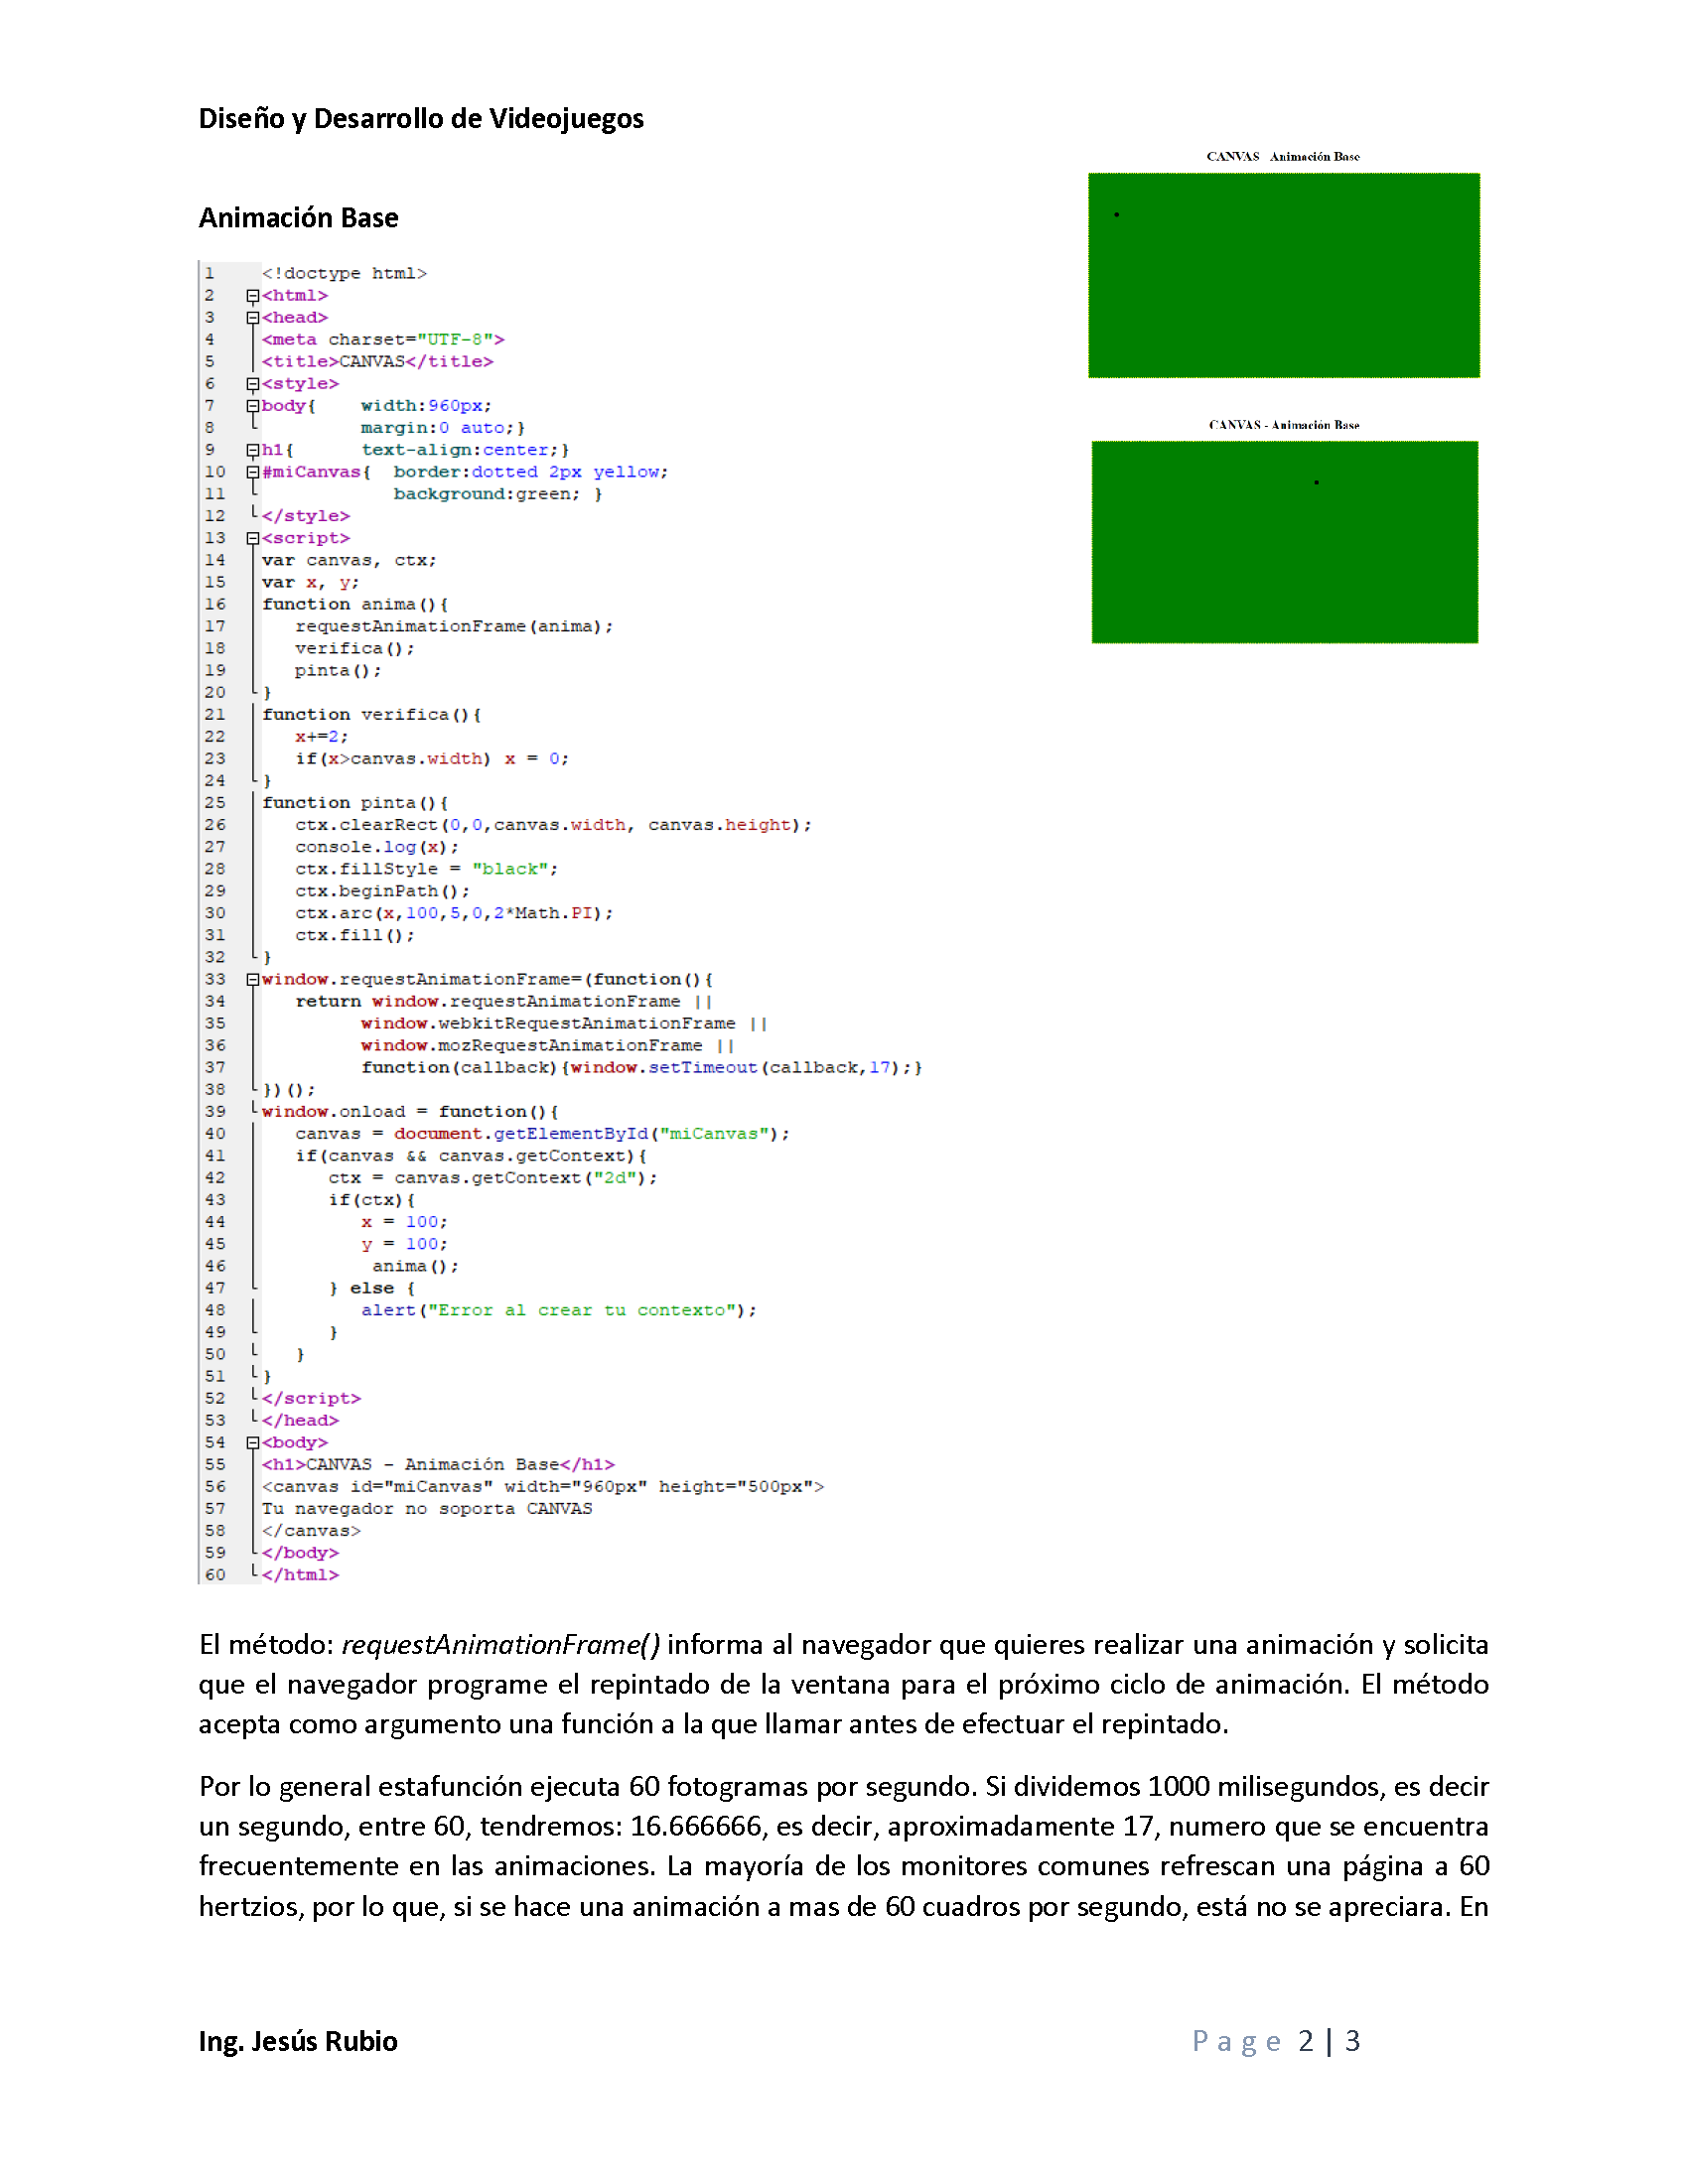 Diseño y Desarrollo de Videojuegos
CANVAS Animación Base
Animación Base
CANVAS - Animación Base
1 <!doctype html>
2 <html>
3 <head>
4 <meta charset="UTF-8">
5 <title>CANVAS</title>
6 <style>
7 body{    width:960px;
8          margin:0 auto;}
9 h1{      text-align:center;}
10 #miCanvas{  border:dotted 2px yellow;
11             background:green; }
12 </style>
13 <script>
14 var canvas, ctx;
15 var x, y;
16 function anima(){
17    requestAnimationFrame(anima);
18    verifica();
19    pinta();
20 }
21 function verifica(){
22    x+=2;
23    if(x>canvas.width) x = 0;
24 }
25 function pinta(){
26    ctx.clearRect(0,0,canvas.width, canvas.height);
27    console.log(x);
28    ctx.fillStyle = "black";
29    ctx.beginPath();
30    ctx.arc(x,100,5,0,2*Math.PI);
31    ctx.fill();
32 }
33 window.requestAnimationFrame=(function(){
34    return window.requestAnimationFrame ||
35          window.webkitRequestAnimationFrame ||
36          window.mozRequestAnimationFrame ||
37          function(callback){window.setTimeout(callback,17);}
38 })();
39 window.onload = function(){
40    canvas = document.getElementById("miCanvas");
41    if(canvas && canvas.getContext){
42       ctx = canvas.getContext("2d");
43       if(ctx){
44          x = 100;
45          y = 100;
46           anima();
47       } else {
48          alert("Error al crear tu contexto");
49       }
50    }
51 }
52 </script>
53 </head>
54 <body>
55 <h1>CANVAS - Animación Base</h1>
56 <canvas id="miCanvas" width="960px" height="500px">
57 Tu navegador no soporta CANVAS
58 </canvas>
59 </body>
60 </html>
El método: requestAnimationFrame() informa al navegador que quieres realizar una animación y solicita
que el navegador programe el repintado de la ventana para el próximo ciclo de animación. El método
acepta como argumento una función a la que llamar antes de efectuar el repintado.
Por lo general estafunción ejecuta 60 fotogramas por segundo. Si dividemos 1000 milisegundos, es decir
un segundo, entre 60, tendremos: 16.666666, es decir, aproximadamente 17, numero que se encuentra
frecuentemente en las animaciones. La mayoría de los monitores comunes refrescan una página a 60
hertzios, por lo que, si se hace una animación a mas de 60 cuadros por segundo, está no se apreciara. En
Ing. Jesús Rubio
Page 2 | 3